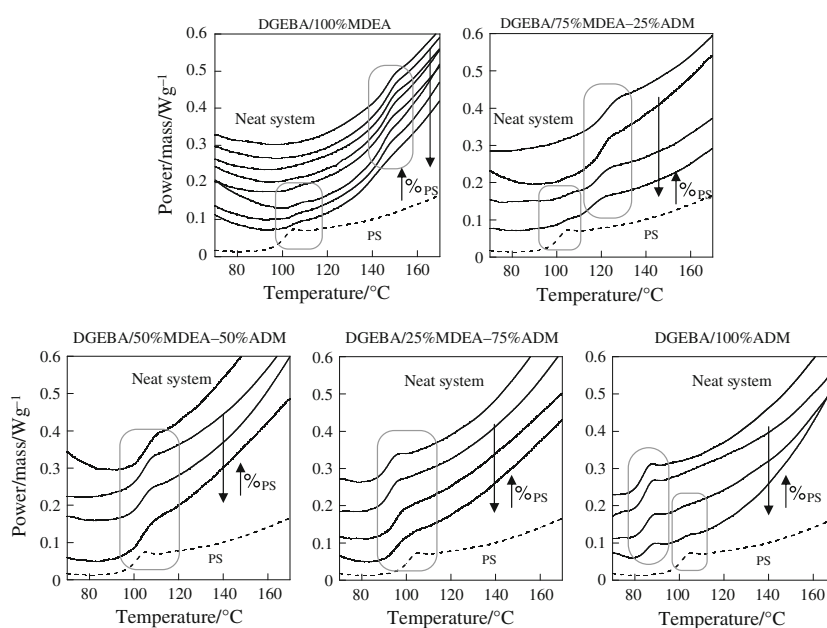 DGEBA/100%MDEA
DGEBA/75%MDEA–25%ADM
Power/mass/Wg–1
0.6
0.5
0.4
0.3
0.2
0.1
0
Neat system
%PS
PS
80 100 120 140 160
Temperature/°C
0.6
0.5
0.4
0.3
0.2
0.1
0
Neat system
%PS
PS
80 100 120 140 160
Temperature/°C
DGEBA/50%MDEA–50%ADM
DGEBA/25%MDEA–75%ADM
DGEBA/100%ADM
Power/mass/Wg–1
0.6
0.5
0.4
0.3
0.2
0.1
0
Neat system
%PS
PS
80 100 120 140 160
Temperature/°C
0.6
0.5
0.4
0.3
0.2
0.1
0
Neat system
%PS
PS
80 100 120 140 160
Temperature/°C
0.6
0.5
0.4
0.3
0.2
0.1
0
Neat system
%PS
PS
80 100 120 140 160
Temperature/°C